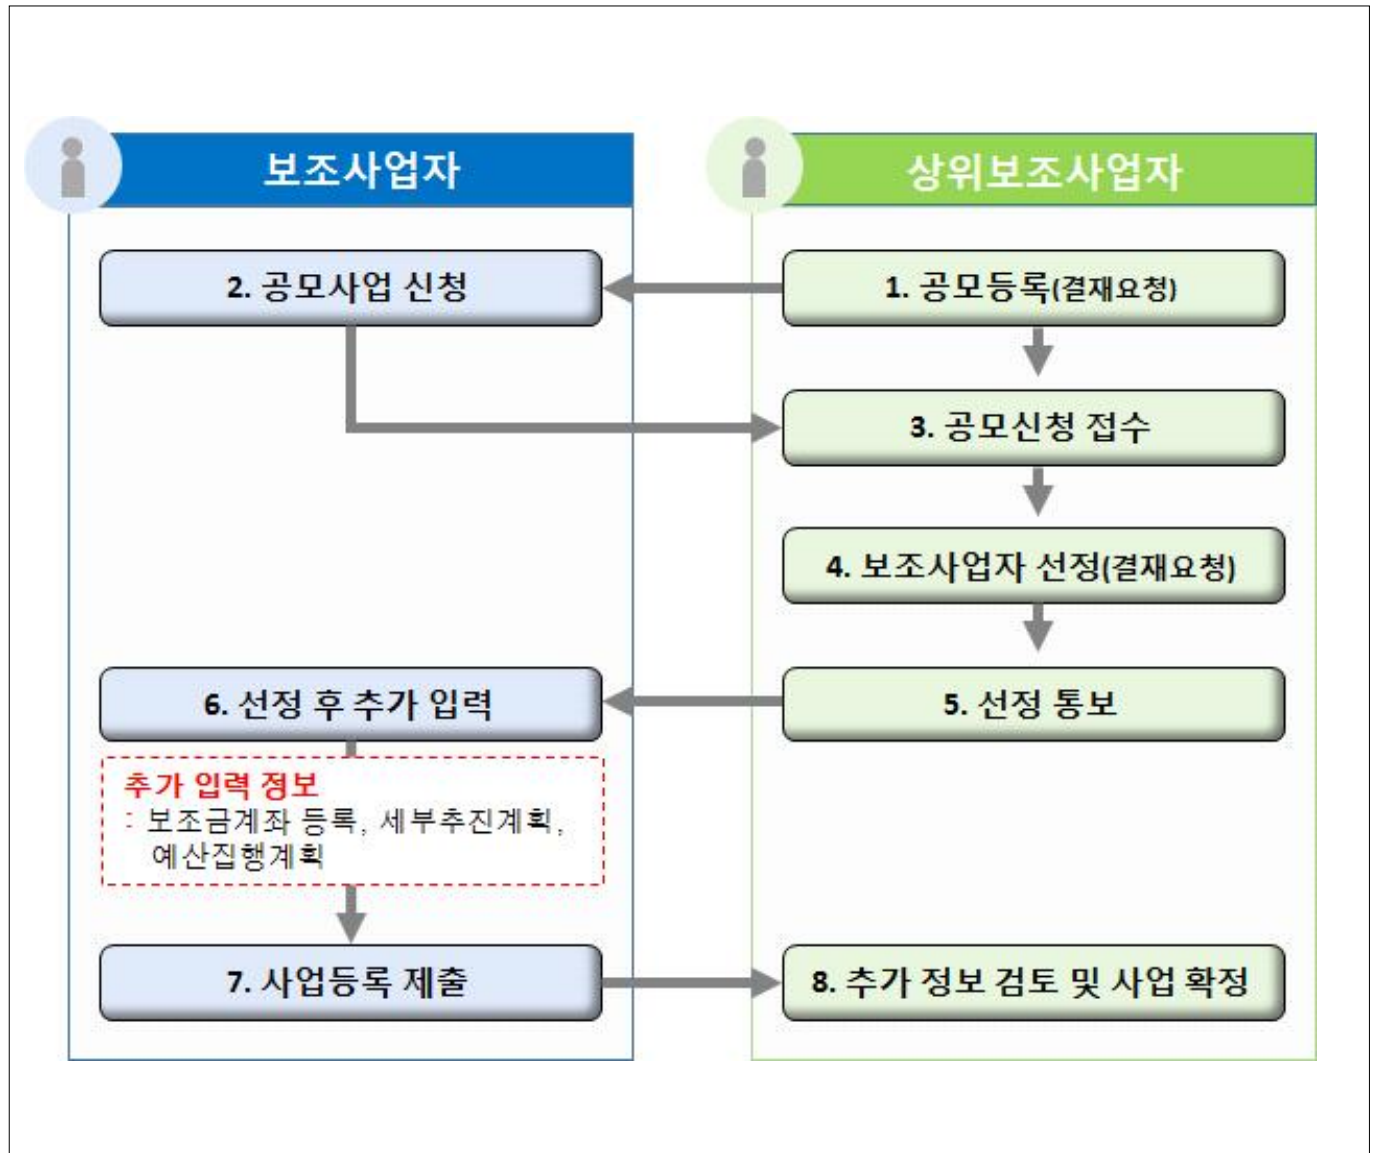 보조사업자
상위보조사업자
2. 공모사업 신청
1. 공모등록(결재요청)
3. 공모신청 접수
4. 보조사업자 선정(결재요청)
6. 선정 후 추가 입력
5. 선정 통보
추가 입력 정보
: 보조금계좌 등록, 세부추진계획,
예산집행계획
7. 사업등록 제출
8. 추가 정보 검토 및 사업 확정